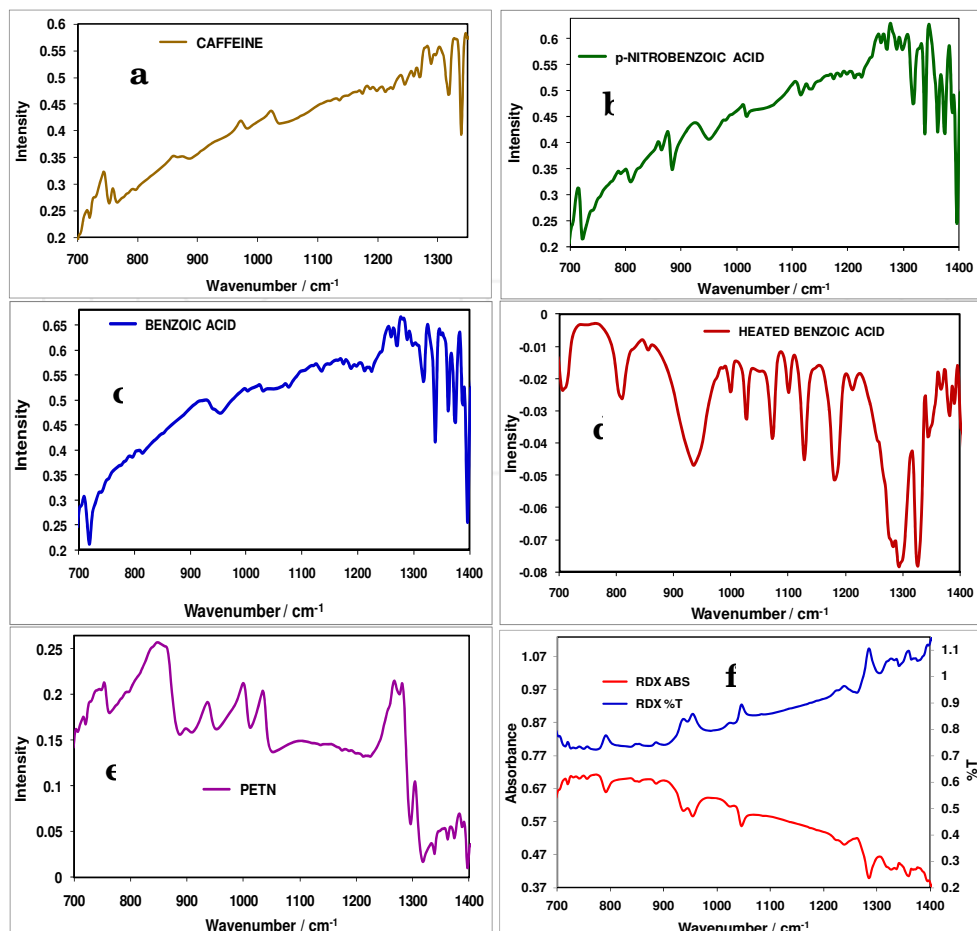 0.6
0.55
0.5
0.45
0.4
0.35
0.3
0.25
0.2
Intensity
CAFFEINE
a
700 800 900 1000 1100 1200 1300
Wavenumber / cm⁻¹
0.6
0.55
0.5
0.45
0.4
0.35
0.3
0.25
0.2
Intensity
p-NITROBENZOIC ACID
b
700 800 900 1000 1100 1200 1300 1400
Wavenumber / cm⁻¹
0.65
0.6
0.55
0.5
0.45
0.4
0.35
0.3
0.25
0.2
Intensity
BENZOIC ACID
c
700 800 900 1000 1100 1200 1300 1400
Wavenumber / cm⁻¹
0
-0.01
-0.02
-0.03
-0.04
-0.05
-0.06
-0.07
-0.08
Inensity
HEATED BENZOIC ACID
d
700 800 900 1000 1100 1200 1300 1400
Wavenumber / cm⁻¹
0.25
0.2
0.15
0.1
0.05
0
Intensity
e
PETN
700 800 900 1000 1100 1200 1300 1400
Wavenumber / cm⁻¹
1.07
0.97
0.87
0.77
0.67
0.57
0.47
0.37
Absorbance
RDX ABS
RDX %T
f
1.1
1
0.9
0.8
0.7
0.6
0.5
0.4
0.3
0.2
%T
700 800 900 1000 1100 1200 1300 1400
Wavenumber / cm⁻¹